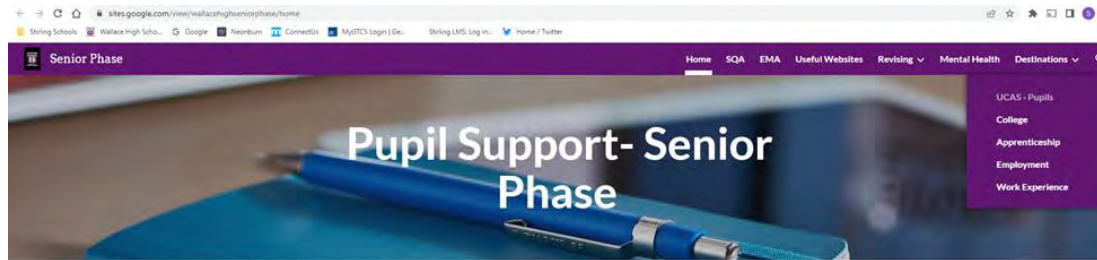 sites.google.com/view/wallacehighseniorphase/home
Stirling Schools Wallace High Scho... Google Neonbum ConnectUs MyGTCS Login | Ge... Stirling LMS: Log in... Home / Twitter
Senior Phase Home SQA EMA Useful Websites Revising Mental Health Destinations
UCAS - Pupils
College
Apprenticeship
Employment
Work Experience
Pupil Support- Senior
Phase